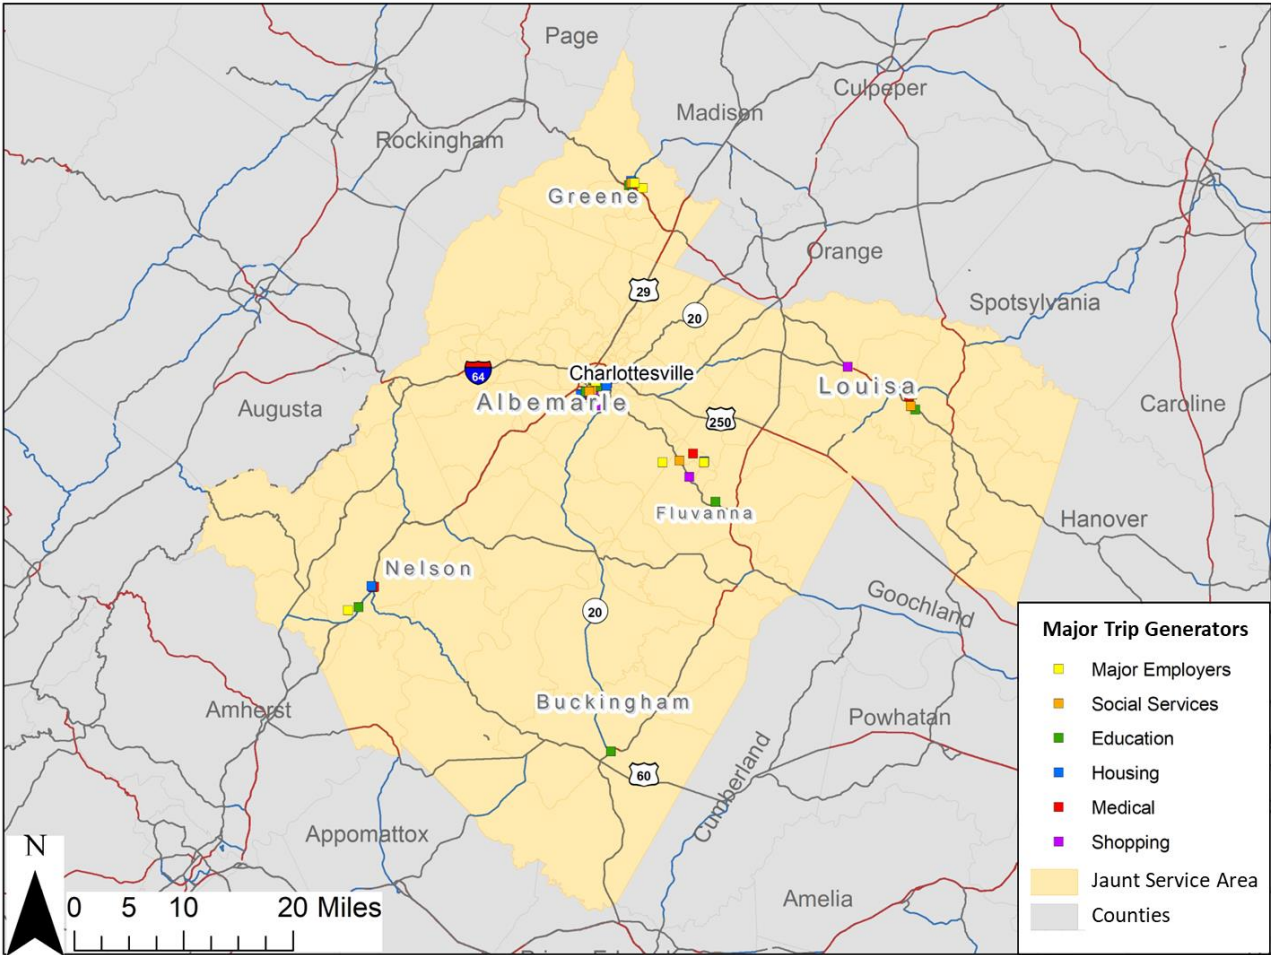 Page
Culpeper
Madison
Rockingham
Greene
Orange
29
Spotsylvania
20
64
Charlottesville
Louisa
Albemarle
Augusta
Caroline
250
Fluvanna
Hanover
Nelson
Goochland
20
Buckingham
Amherst
Powhatan
60
Cumberland
Appomattox
Amelia
N
0 5 10 20 Miles
Major Trip Generators
Major Employers
Social Services
Education
Housing
Medical
Shopping
Jaunt Service Area
Counties